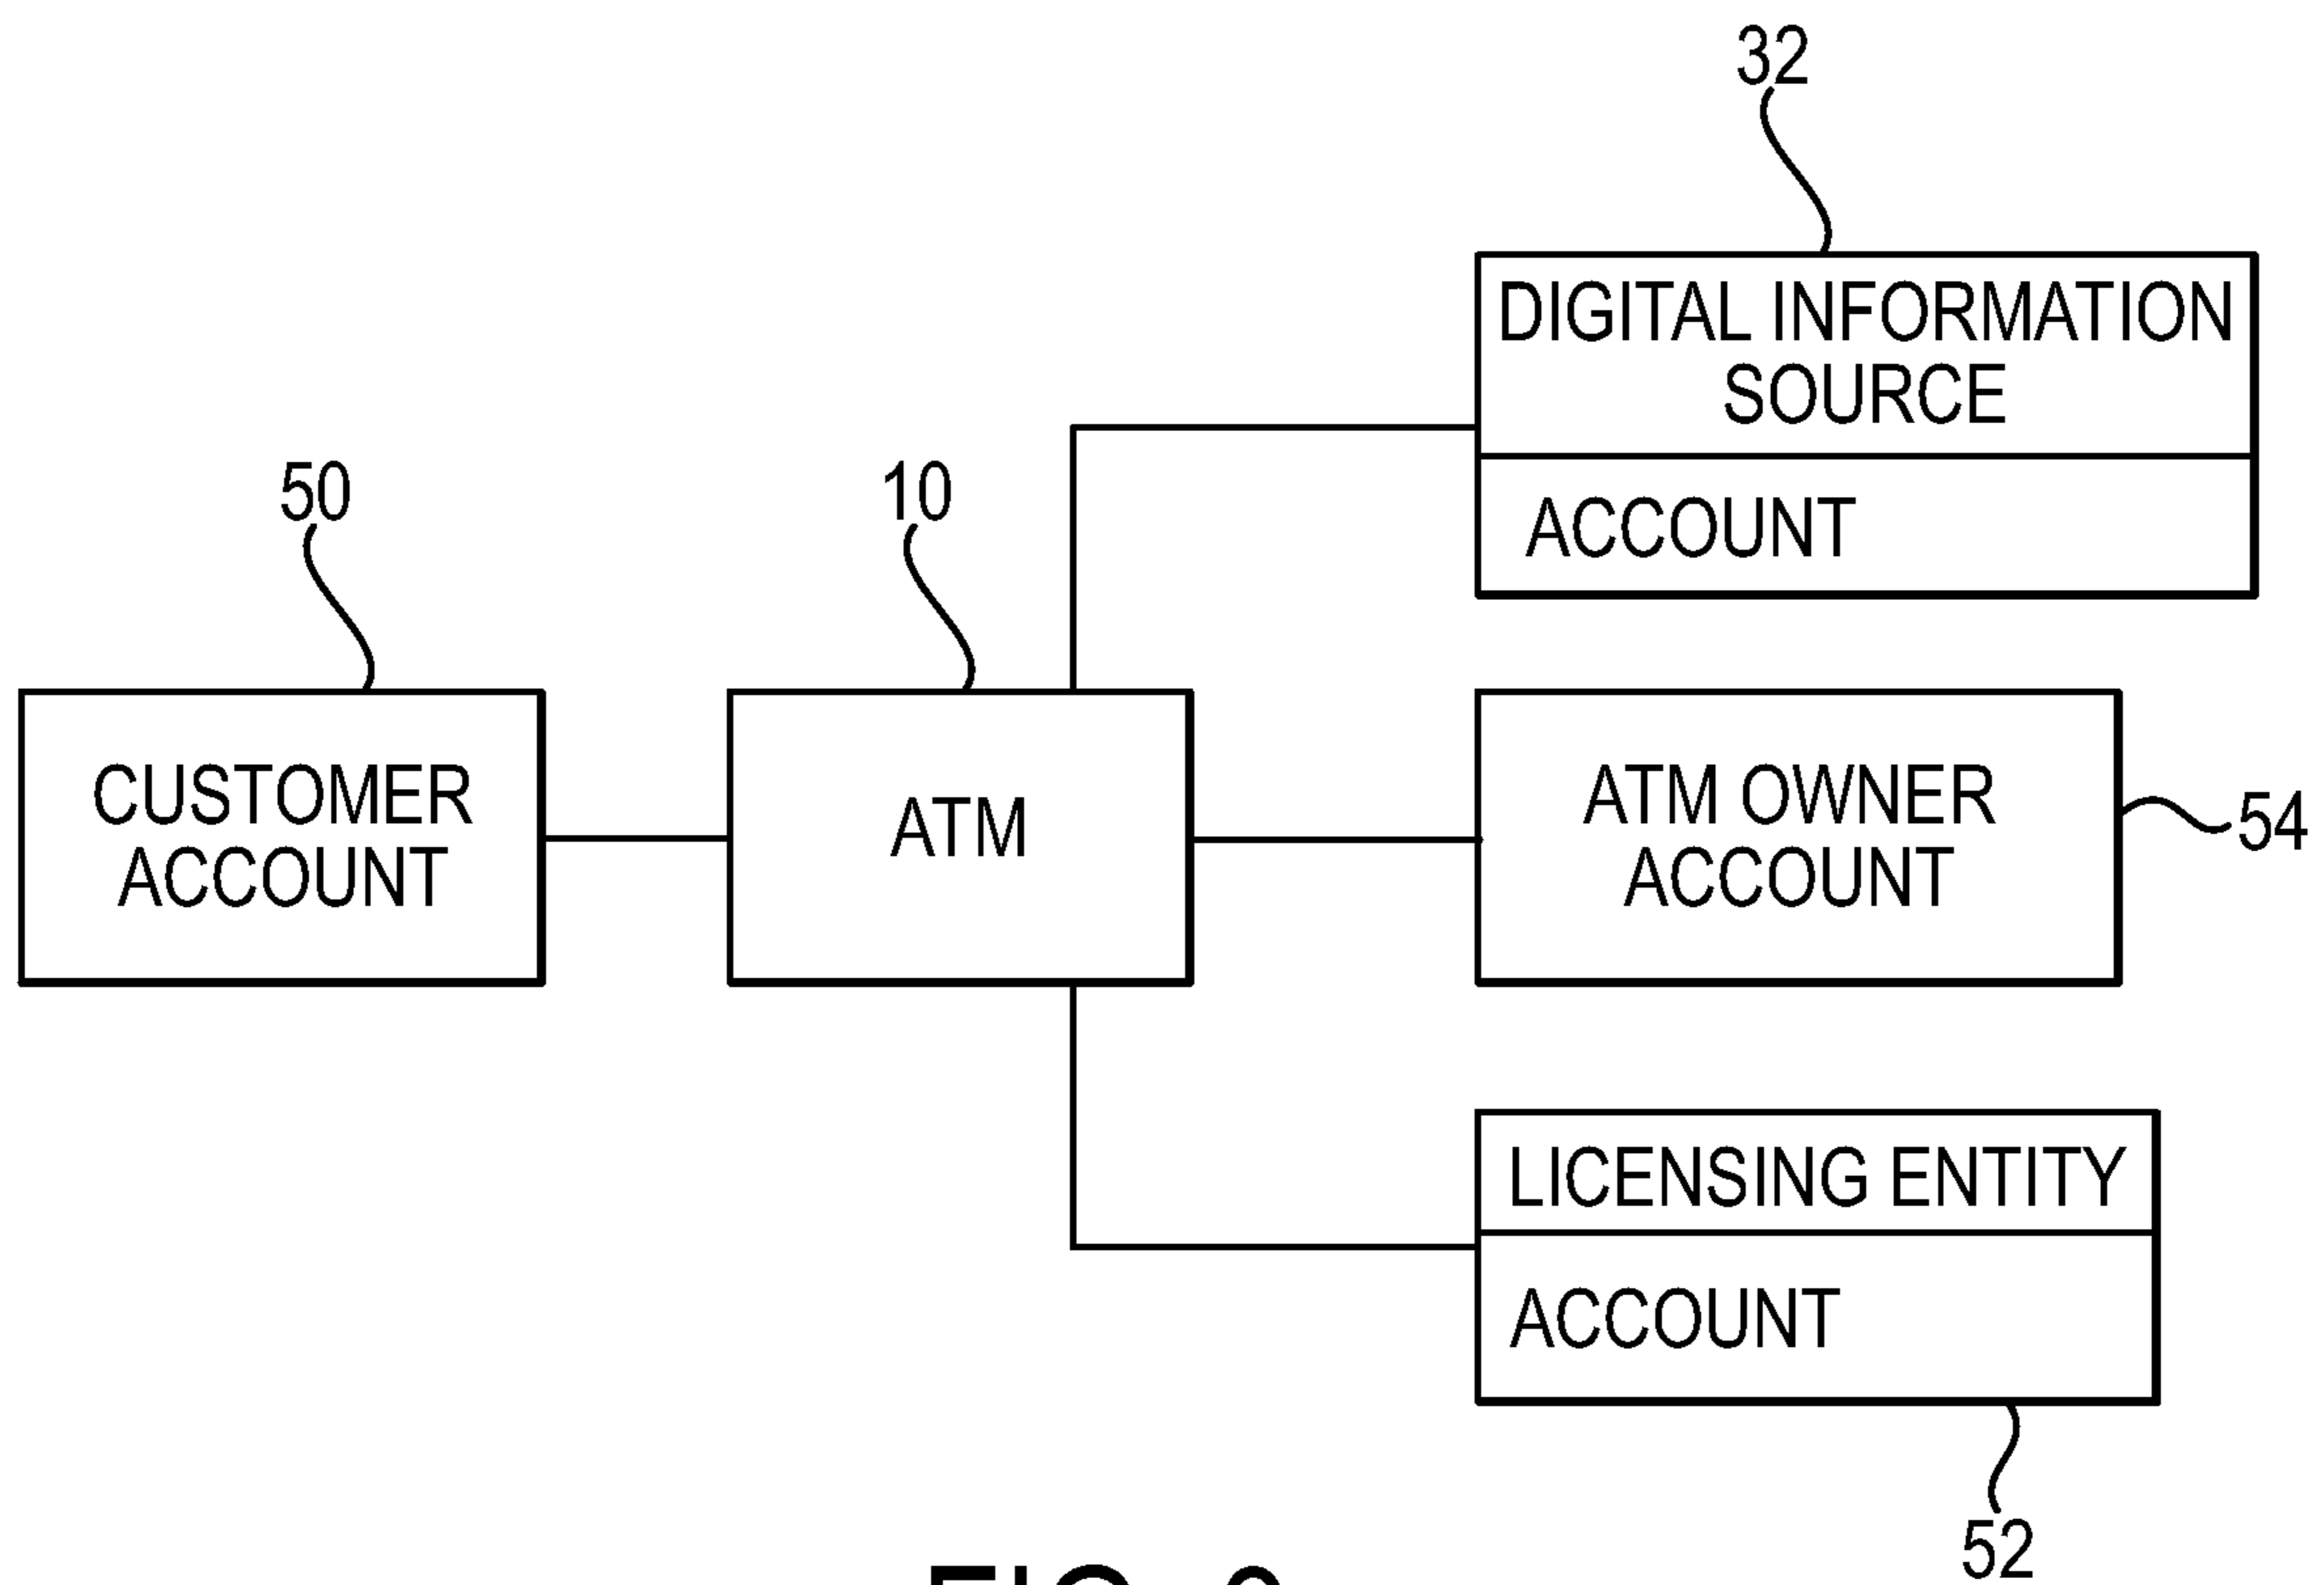 32
DIGITAL INFORMATION
SOURCE
ACCOUNT
50
10
CUSTOMER
ACCOUNT
ATM
ATM OWNER
ACCOUNT
54
LICENSING ENTITY
ACCOUNT
52